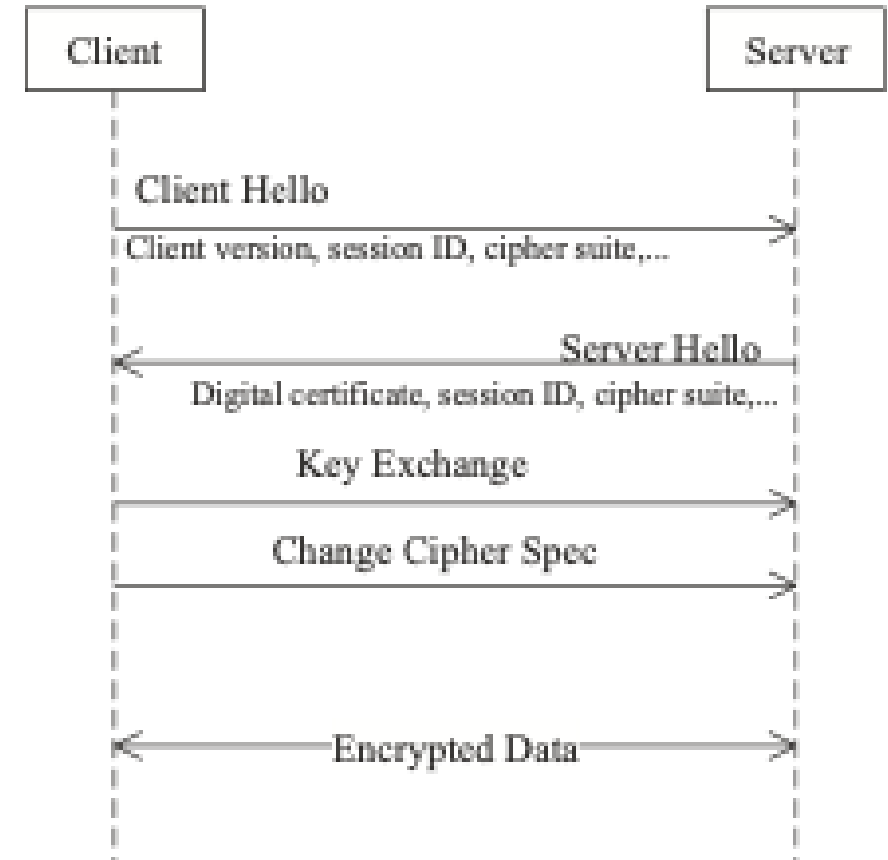 Client
Server
Client Hello
Client version, session ID, cipher suite,...
Server Hello
Digital certificate, session ID, cipher suite,...
Key Exchange
Change Cipher Spec
Encrypted Data